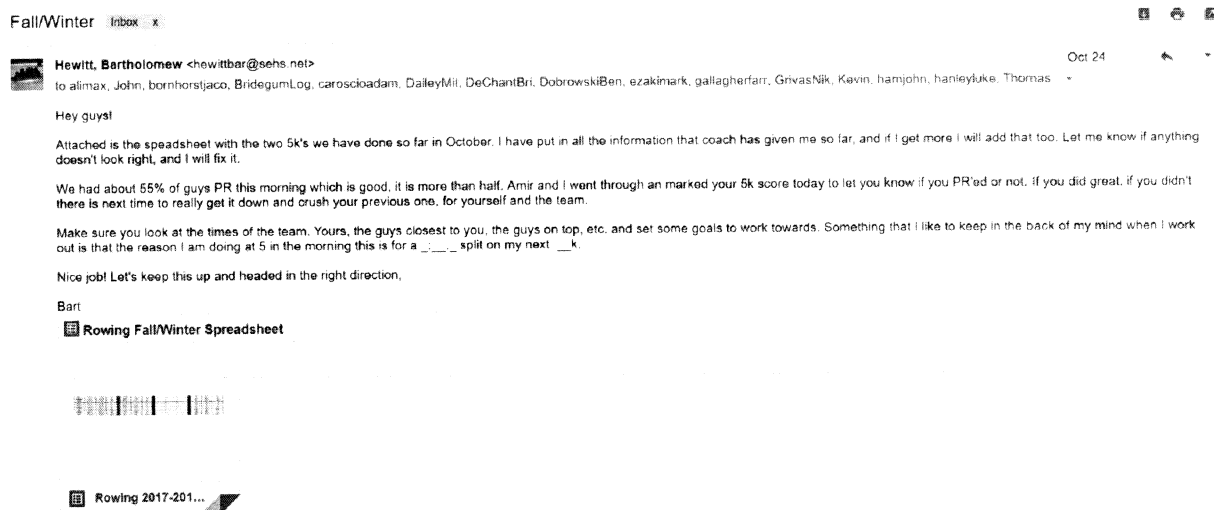 Fall/Winter Inbox x
Hewitt, Bartholomew <hewittbar@sehs.net>
Oct 24
to alimax, John, bornhorstjaco, BridegumLog, caroscioadam, DaileyMil, DeChantBri, DobrowskiBen, ezakimark, gallagherfarr, GrivasNik, Kevin, hamjohn, hanleyluke, Thomas
Hey guys!
Attached is the speadsheet with the two 5k's we have done so far in October. I have put in all the information that coach has given me so far, and if I get more I will add that too. Let me know if anything
doesn't look right, and I will fix it.
We had about 55% of guys PR this morning which is good, it is more than half. Amir and I went through an marked your 5k score today to let you know if you PR'ed or not. If you did great, if you didn't
there is next time to really get it down and crush your previous one, for yourself and the team.
Make sure you look at the times of the team. Yours, the guys closest to you, the guys on top, etc. and set some goals to work towards. Something that I like to keep in the back of my mind when I work
out is that the reason I am doing at 5 in the morning this is for a _:__._ split on my next __k.
Nice job! Let's keep this up and headed in the right direction,
Bart
Rowing Fall/Winter Spreadsheet
Rowing 2017-201...